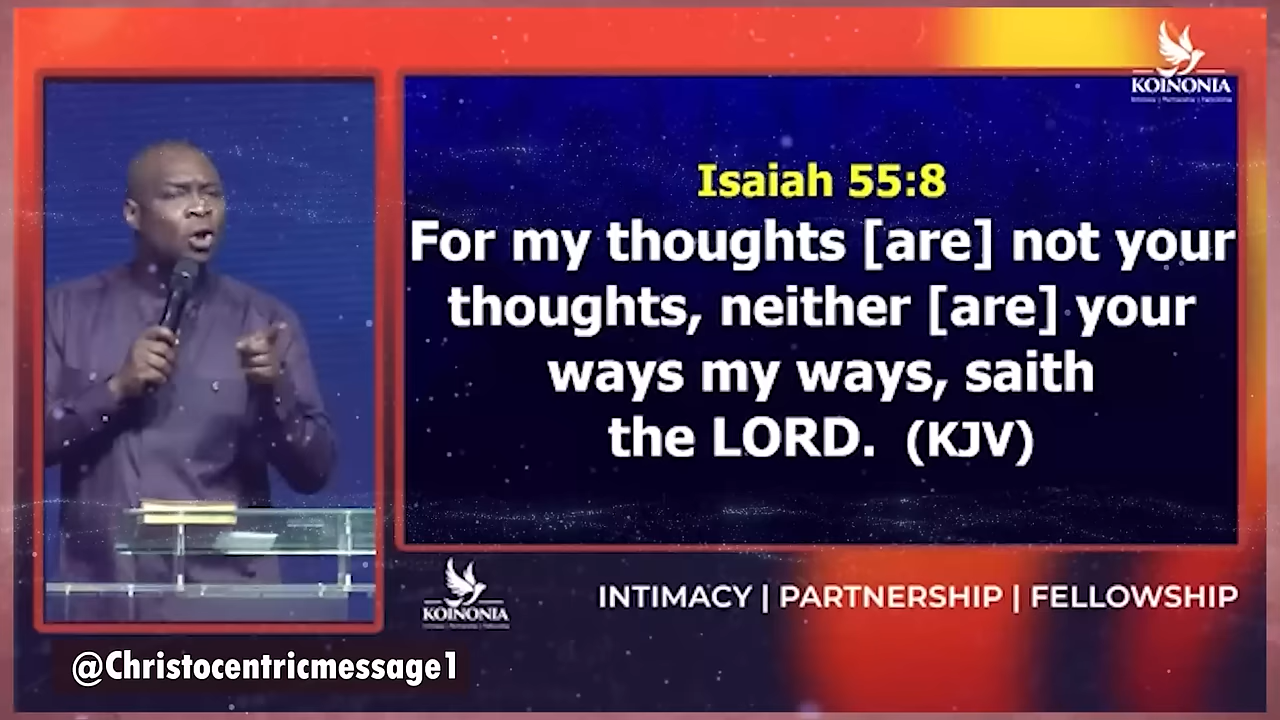 KOINONIA
Isaiah 55:8
For my thoughts [are] not your
thoughts, neither [are] your
ways my ways, saith
the LORD. (KJV)
KOINONIA
INTIMACY | PARTNERSHIP | FELLOWSHIP
@Christocentricmessage1